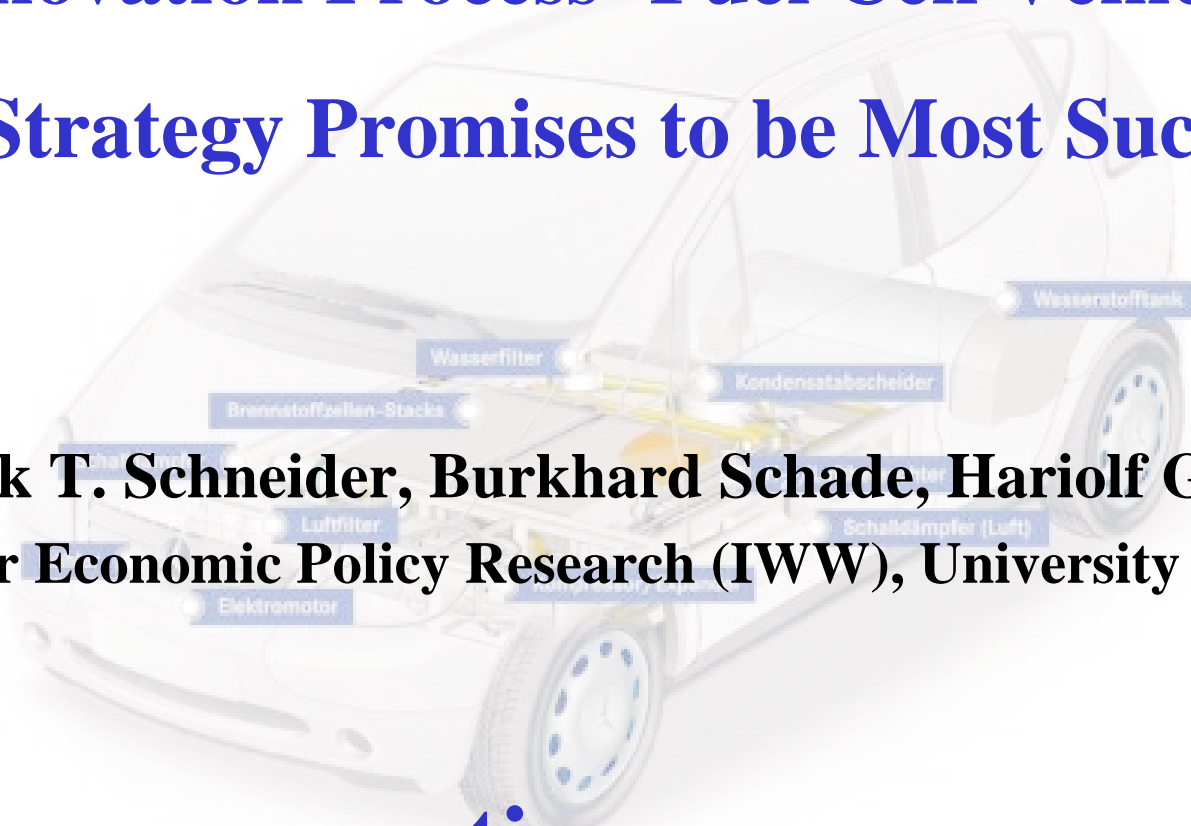 Strategy Promises to be Most Suc
Wasserstofftank
Wasserfilter
Kondensatabscheider
Brennstoffzellen-Stacks
k T. Schneider, Burkhard Schade, Hariolf G
Luftfilter
Schalldämpfer (Luft)
r Economic Policy Research (IWW), University
Elektromotor